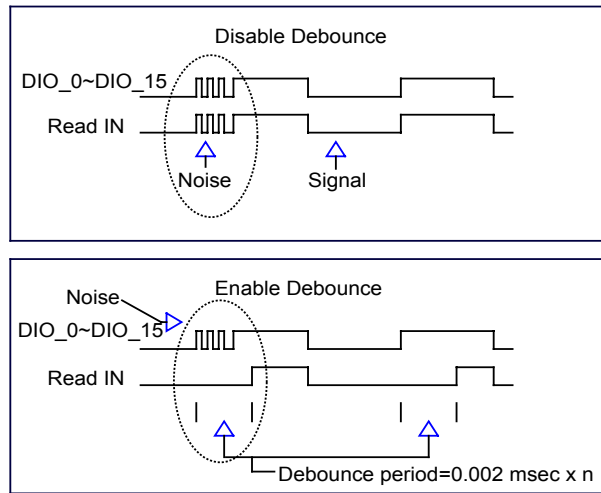 Disable Debounce
DIO_0~DIO_15
Read IN
Noise
Signal
Enable Debounce
Noise
DIO_0~DIO_15
Read IN
Debounce period=0.002 msec x n